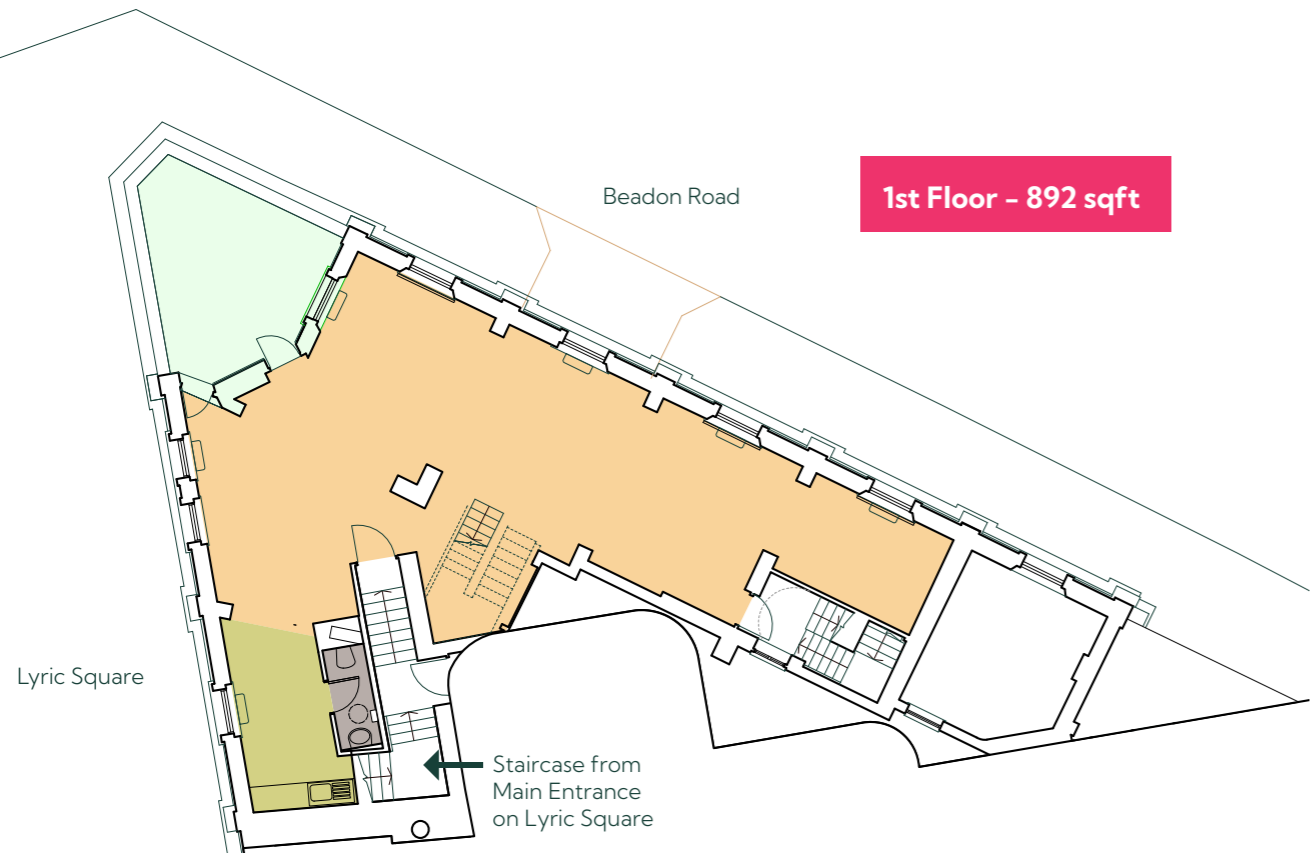 Beadon Road
1st Floor – 892 sqft
Lyric Square
Staircase from
Main Entrance
on Lyric Square